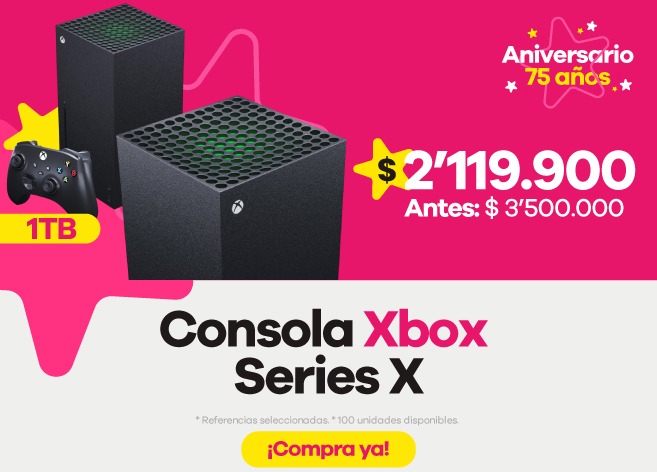 Aniversario
75 años
$ 2'119.900
Antes: $ 3'500.000
1TB
Consola Xbox
Series X
* Referencias seleccionadas. * 100 unidades disponibles.
¡Compra ya!